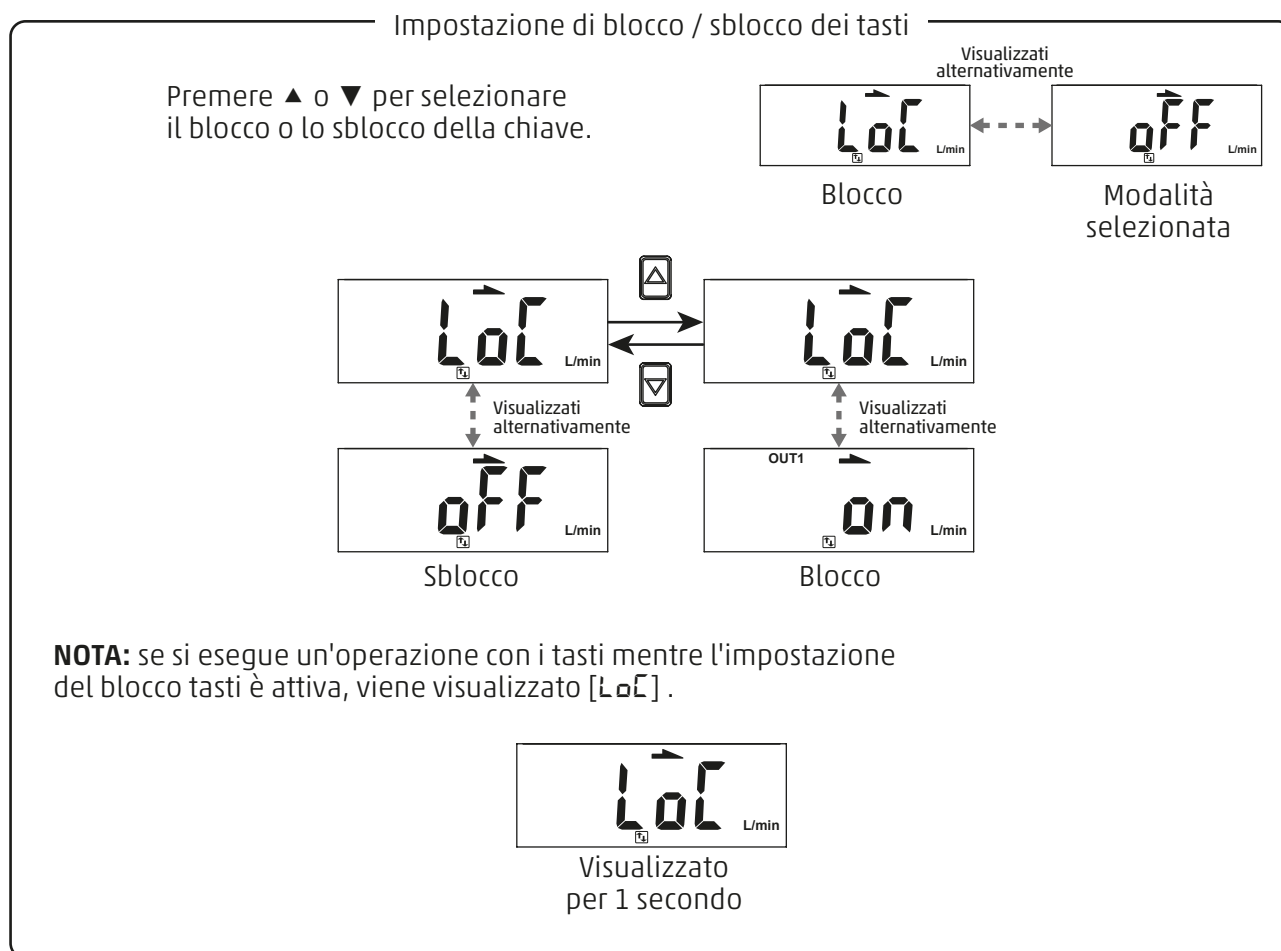 Impostazione di blocco / sblocco dei tasti
Premere ▲ o ▼ per selezionare
il blocco o lo sblocco della chiave.
Visualizzati
alternativamente
LoC L/min
oFF L/min
Blocco
Modalità
selezionata
LoC L/min
LoC L/min
Visualizzati
alternativamente
Visualizzati
alternativamente
oFF L/min
OUT1
on L/min
Sblocco
Blocco
NOTA: se si esegue un'operazione con i tasti mentre l'impostazione
del blocco tasti è attiva, viene visualizzato [LoC] .
LoC L/min
Visualizzato
per 1 secondo